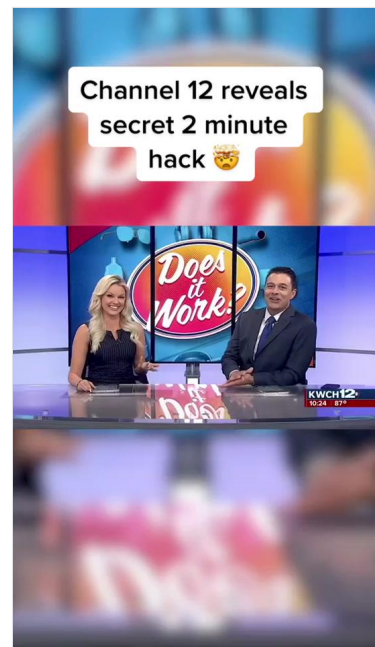 Channel 12 reveals
secret 2 minute
hack 🤯
Does
it
Work?
KWCH12
10:24 87°